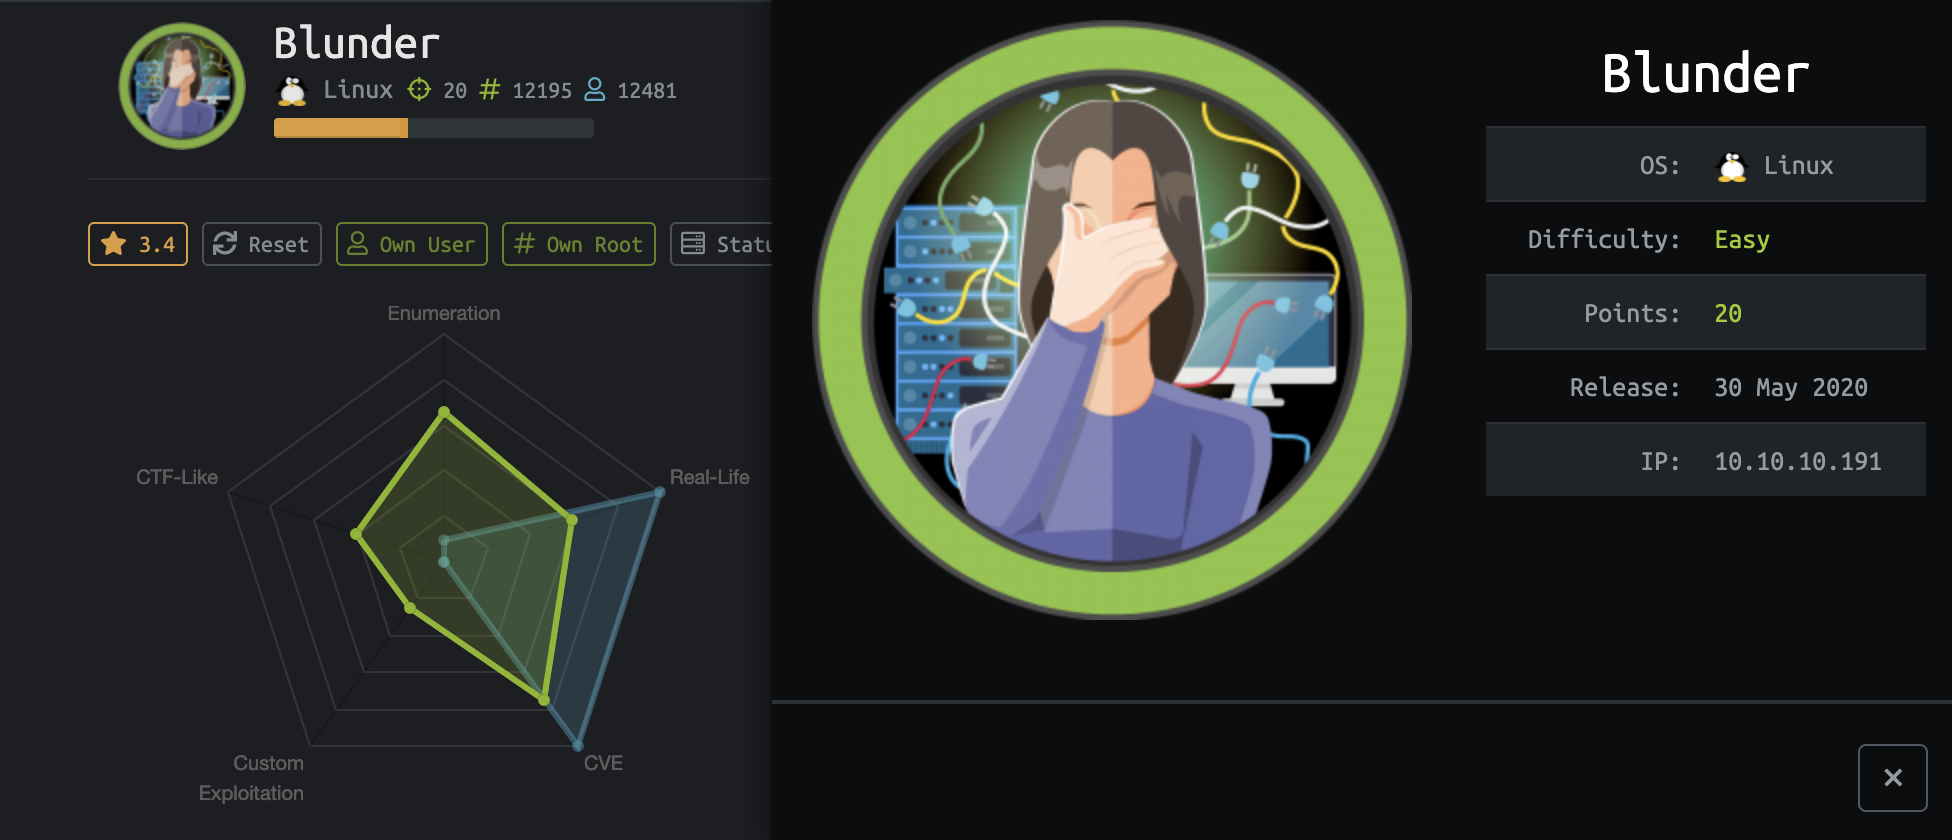 Blunder
Linux 20 # 12195 12481
3.4 Reset Own User # Own Root Statu
Enumeration
CTF-Like
Real-Life
Custom
Exploitation
CVE
Blunder
OS: Linux
Difficulty: Easy
Points: 20
Release: 30 May 2020
IP: 10.10.10.191